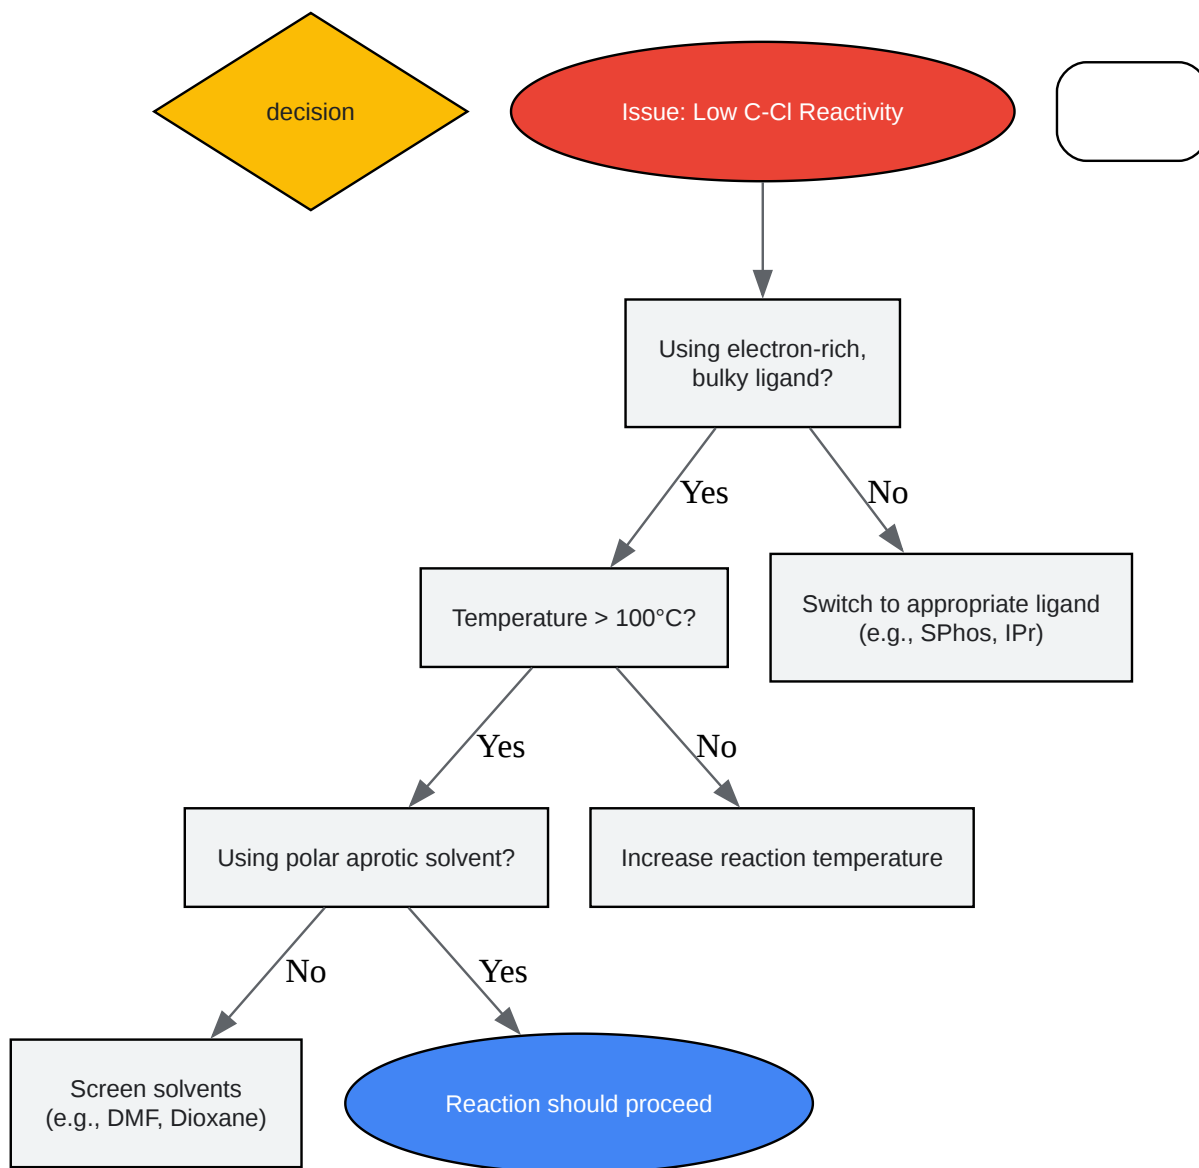 decision
Issue: Low C-Cl Reactivity
Using electron-rich,
bulky ligand?
Yes
No
Temperature > 100°C?
Switch to appropriate ligand
(e.g., SPhos, IPr)
Yes
No
Using polar aprotic solvent?
Increase reaction temperature
No
Yes
Screen solvents
(e.g., DMF, Dioxane)
Reaction should proceed